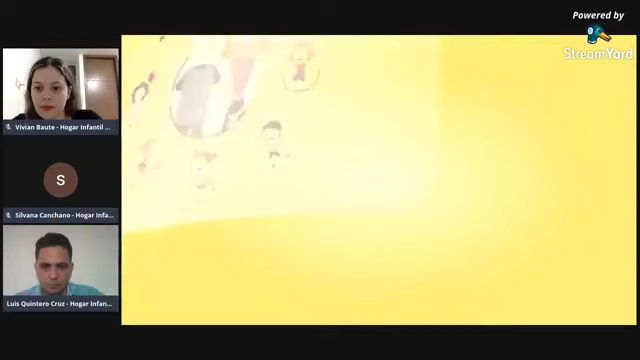 Powered by
StreamYard
Vivian Baute - Hogar Infantil ...
S
Silvana Canchano - Hogar Infa...
Luis Quintero Cruz - Hogar Infan...